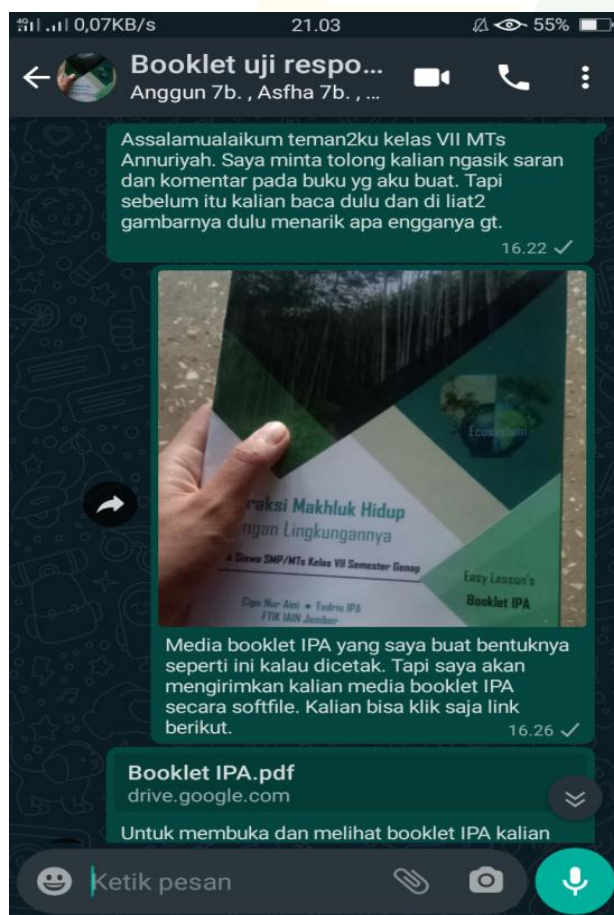 4G 0,07KB/s 21.03 55%
Booklet uji respo...
Anggun 7b. , Asfha 7b. , ...
Assalamualaikum teman2ku kelas VII MTs
Annuriyah. Saya minta tolong kalian ngasik saran
dan komentar pada buku yg aku buat. Tapi
sebelum itu kalian baca dulu dan di liat2
gambarnya dulu menarik apa engganya gt.
16.22
Ecosystem
raksi Makhluk Hidup
ngan Lingkungannya
Siswa SMP/MTs Kelas VII Semester Genap
Easy Lesson's
Booklet IPA
Cips Nur Aini • Tadris IPA
FTIK IAIN Jember
Media booklet IPA yang saya buat bentuknya
seperti ini kalau dicetak. Tapi saya akan
mengirimkan kalian media booklet IPA
secara softfile. Kalian bisa klik saja link
berikut.
16.26
Booklet IPA.pdf
drive.google.com
Untuk membuka dan melihat booklet IPA kalian
Ketik pesan